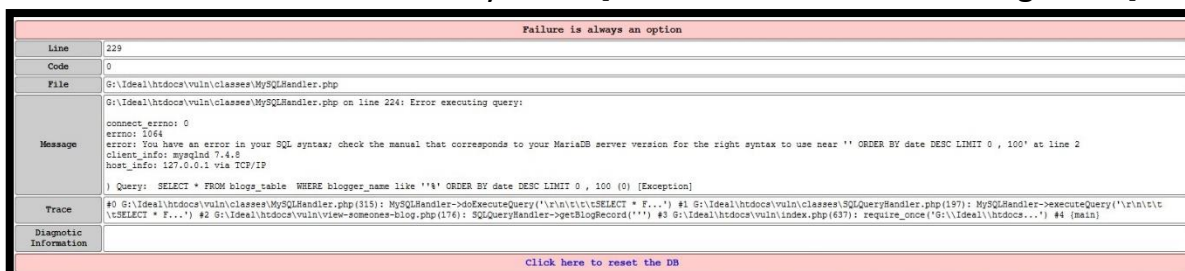 Failure is always an option
Line 229
Code 0
File G:\Ideal\htdocs\vuln\classes\MySQLHandler.php
Message G:\Ideal\htdocs\vuln\classes\MySQLHandler.php on line 224: Error executing query:
connect_errno: 0
errno: 1064
error: You have an error in your SQL syntax; check the manual that corresponds to your MariaDB server version for the right syntax to use near '' ORDER BY date DESC LIMIT 0 , 100' at line 2
client_info: mysqlnd 7.4.8
host_info: 127.0.0.1 via TCP/IP
) Query: SELECT * FROM blogs_table WHERE blogger_name like ''%' ORDER BY date DESC LIMIT 0 , 100 (0) [Exception]
Trace #0 G:\Ideal\htdocs\vuln\classes\MySQLHandler.php(315): MySQLHandler->doExecuteQuery('\r\n\t\t\tSELECT * F...') #1 G:\Ideal\htdocs\vuln\classes\SQLQueryHandler.php(197): MySQLHandler->executeQuery('\r\n\t\t
\tSELECT * F...') #2 G:\Ideal\htdocs\vuln\view-someones-blog.php(176): SQLQueryHandler->getBlogRecord(''') #3 G:\Ideal\htdocs\vuln\index.php(637): require_once('G:\\Ideal\\htdocs...') #4 {main}
Diagnostic
Information
Click here to reset the DB